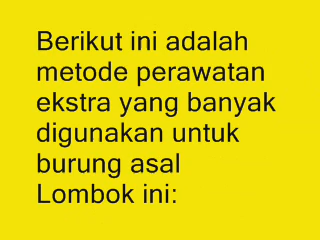 Berikut ini adalah
metode perawatan
ekstra yang banyak
digunakan untuk
burung asal
Lombok ini: